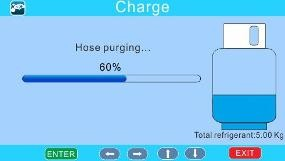 Charge
Hose purging...
60%
Total refrigerant:5.00 Kg
ENTER
EXIT